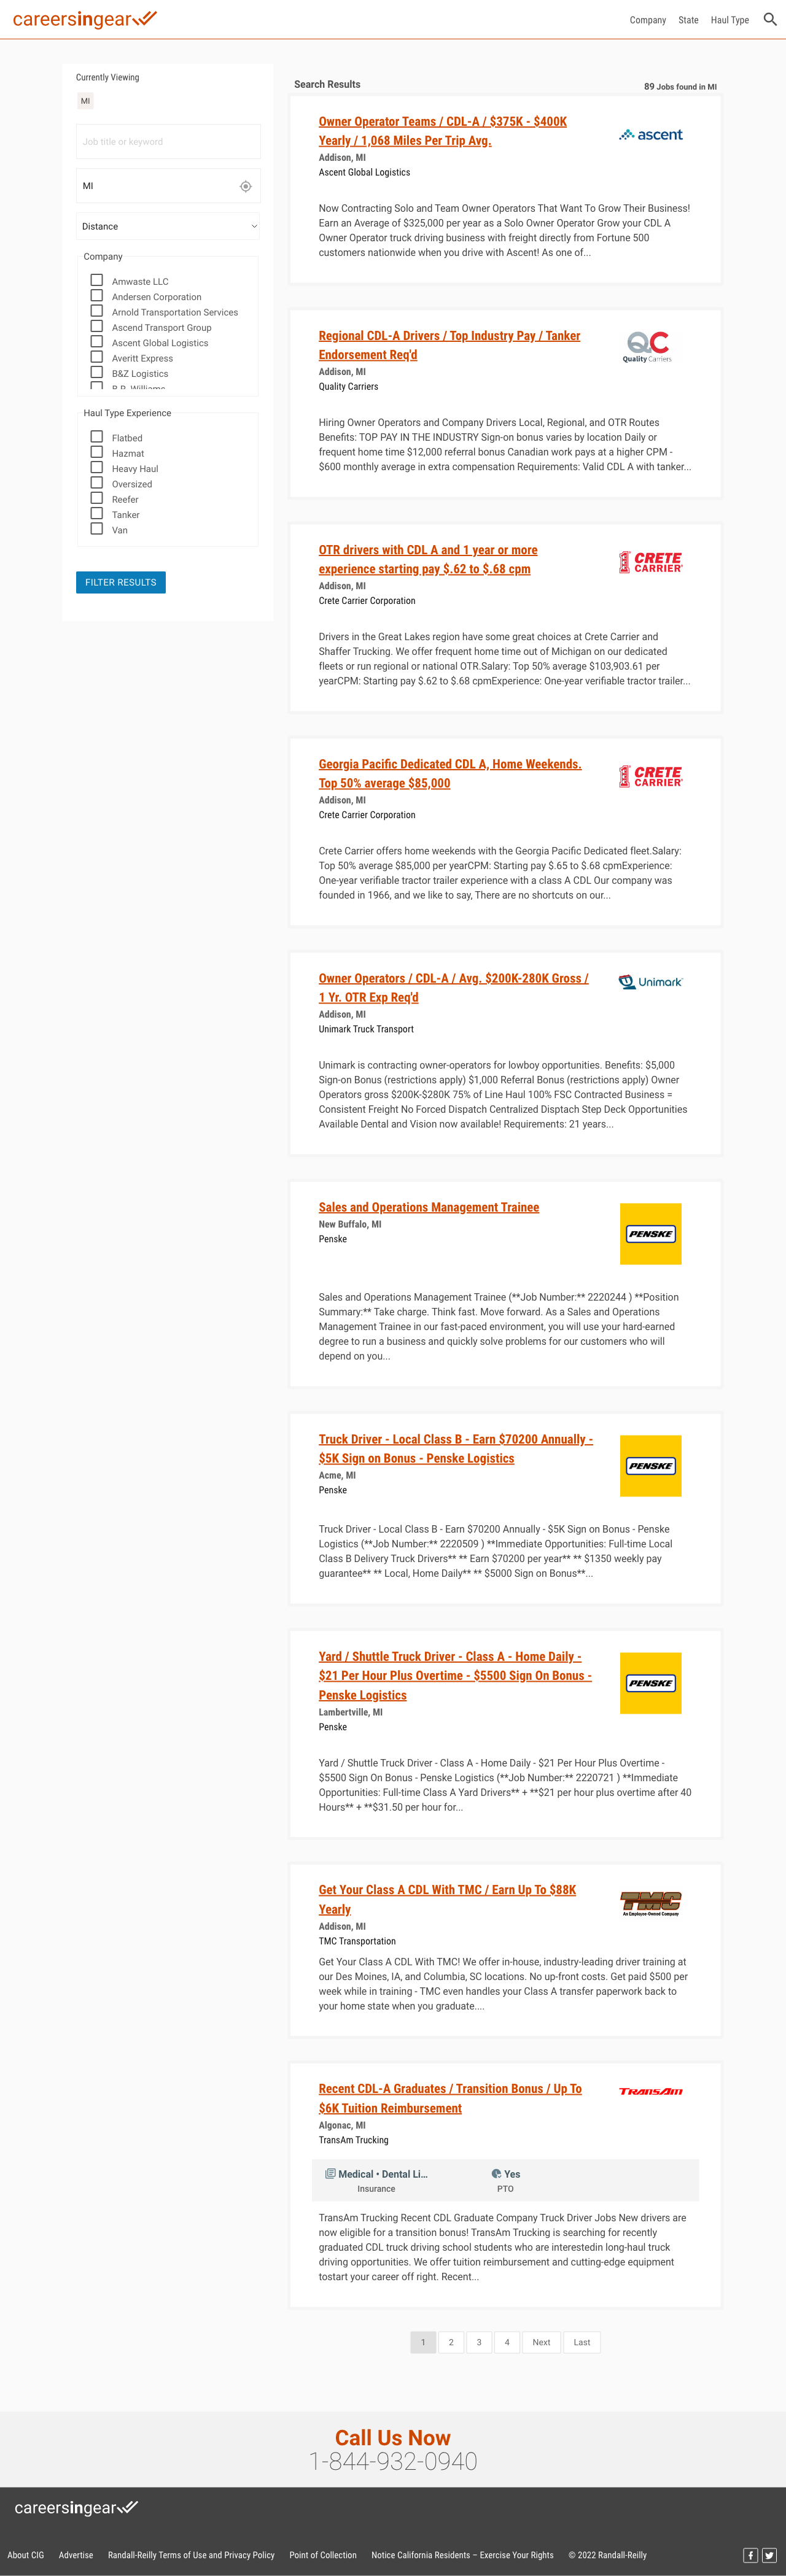 careersingear
Company State Haul Type
Currently Viewing
MI
Job title or keyword
MI
Distance
Company
Amwaste LLC
Andersen Corporation
Arnold Transportation Services
Ascend Transport Group
Ascent Global Logistics
Averitt Express
B&Z Logistics
B.R. Williams
Haul Type Experience
Flatbed
Hazmat
Heavy Haul
Oversized
Reefer
Tanker
Van
FILTER RESULTS
Search Results
89 Jobs found in MI
Owner Operator Teams / CDL-A / $375K - $400K
Yearly / 1,068 Miles Per Trip Avg.
Addison, MI
Ascent Global Logistics
ascent
Now Contracting Solo and Team Owner Operators That Want To Grow Their Business!
Earn an Average of $325,000 per year as a Solo Owner Operator Grow your CDL A
Owner Operator truck driving business with freight directly from Fortune 500
customers nationwide when you drive with Ascent! As one of...
Regional CDL-A Drivers / Top Industry Pay / Tanker
Endorsement Req'd
Addison, MI
Quality Carriers
QC
Quality Carriers
Hiring Owner Operators and Company Drivers Local, Regional, and OTR Routes
Benefits: TOP PAY IN THE INDUSTRY Sign-on bonus varies by location Daily or
frequent home time $12,000 referral bonus Canadian work pays at a higher CPM -
$600 monthly average in extra compensation Requirements: Valid CDL A with tanker...
OTR drivers with CDL A and 1 year or more
experience starting pay $.62 to $.68 cpm
Addison, MI
Crete Carrier Corporation
CRETE
CARRIER
Drivers in the Great Lakes region have some great choices at Crete Carrier and
Shaffer Trucking. We offer frequent home time out of Michigan on our dedicated
fleets or run regional or national OTR.Salary: Top 50% average $103,903.61 per
yearCPM: Starting pay $.62 to $.68 cpmExperience: One-year verifiable tractor trailer...
Georgia Pacific Dedicated CDL A, Home Weekends.
Top 50% average $85,000
Addison, MI
Crete Carrier Corporation
CRETE
CARRIER
Crete Carrier offers home weekends with the Georgia Pacific Dedicated fleet.Salary:
Top 50% average $85,000 per yearCPM: Starting pay $.65 to $.68 cpmExperience:
One-year verifiable tractor trailer experience with a class A CDL Our company was
founded in 1966, and we like to say, There are no shortcuts on our...
Owner Operators / CDL-A / Avg. $200K-280K Gross /
1 Yr. OTR Exp Req'd
Addison, MI
Unimark Truck Transport
Unimark
Unimark is contracting owner-operators for lowboy opportunities. Benefits: $5,000
Sign-on Bonus (restrictions apply) $1,000 Referral Bonus (restrictions apply) Owner
Operators gross $200K-$280K 75% of Line Haul 100% FSC Contracted Business =
Consistent Freight No Forced Dispatch Centralized Disptach Step Deck Opportunities
Available Dental and Vision now available! Requirements: 21 years...
Sales and Operations Management Trainee
New Buffalo, MI
Penske
PENSKE
Sales and Operations Management Trainee (**Job Number:** 2220244 ) **Position
Summary:** Take charge. Think fast. Move forward. As a Sales and Operations
Management Trainee in our fast-paced environment, you will use your hard-earned
degree to run a business and quickly solve problems for our customers who will
depend on you...
Truck Driver - Local Class B - Earn $70200 Annually -
$5K Sign on Bonus - Penske Logistics
Acme, MI
Penske
PENSKE
Truck Driver - Local Class B - Earn $70200 Annually - $5K Sign on Bonus - Penske
Logistics (**Job Number:** 2220509 ) **Immediate Opportunities: Full-time Local
Class B Delivery Truck Drivers** ** Earn $70200 per year** ** $1350 weekly pay
guarantee** ** Local, Home Daily** ** $5000 Sign on Bonus**...
Yard / Shuttle Truck Driver - Class A - Home Daily -
$21 Per Hour Plus Overtime - $5500 Sign On Bonus -
Penske Logistics
Lambertville, MI
Penske
PENSKE
Yard / Shuttle Truck Driver - Class A - Home Daily - $21 Per Hour Plus Overtime -
$5500 Sign On Bonus - Penske Logistics (**Job Number:** 2220721 ) **Immediate
Opportunities: Full-time Class A Yard Drivers** + **$21 per hour plus overtime after 40
Hours** + **$31.50 per hour for...
Get Your Class A CDL With TMC / Earn Up To $88K
Yearly
Addison, MI
TMC Transportation
TMC
An Employee Owned Company
Get Your Class A CDL With TMC! We offer in-house, industry-leading driver training at
our Des Moines, IA, and Columbia, SC locations. No up-front costs. Get paid $500 per
week while in training - TMC even handles your Class A transfer paperwork back to
your home state when you graduate....
Recent CDL-A Graduates / Transition Bonus / Up To
$6K Tuition Reimbursement
Algonac, MI
TransAm Trucking
TRANSAM
Medical • Dental Li... Yes
Insurance PTO
TransAm Trucking Recent CDL Graduate Company Truck Driver Jobs New drivers are
now eligible for a transition bonus! TransAm Trucking is searching for recently
graduated CDL truck driving school students who are interestedin long-haul truck
driving opportunities. We offer tuition reimbursement and cutting-edge equipment
tostart your career off right. Recent...
1 2 3 4 Next Last
Call Us Now
1-844-932-0940
careersingear
About CIG Advertise Randall-Reilly Terms of Use and Privacy Policy Point of Collection Notice California Residents – Exercise Your Rights © 2022 Randall-Reilly